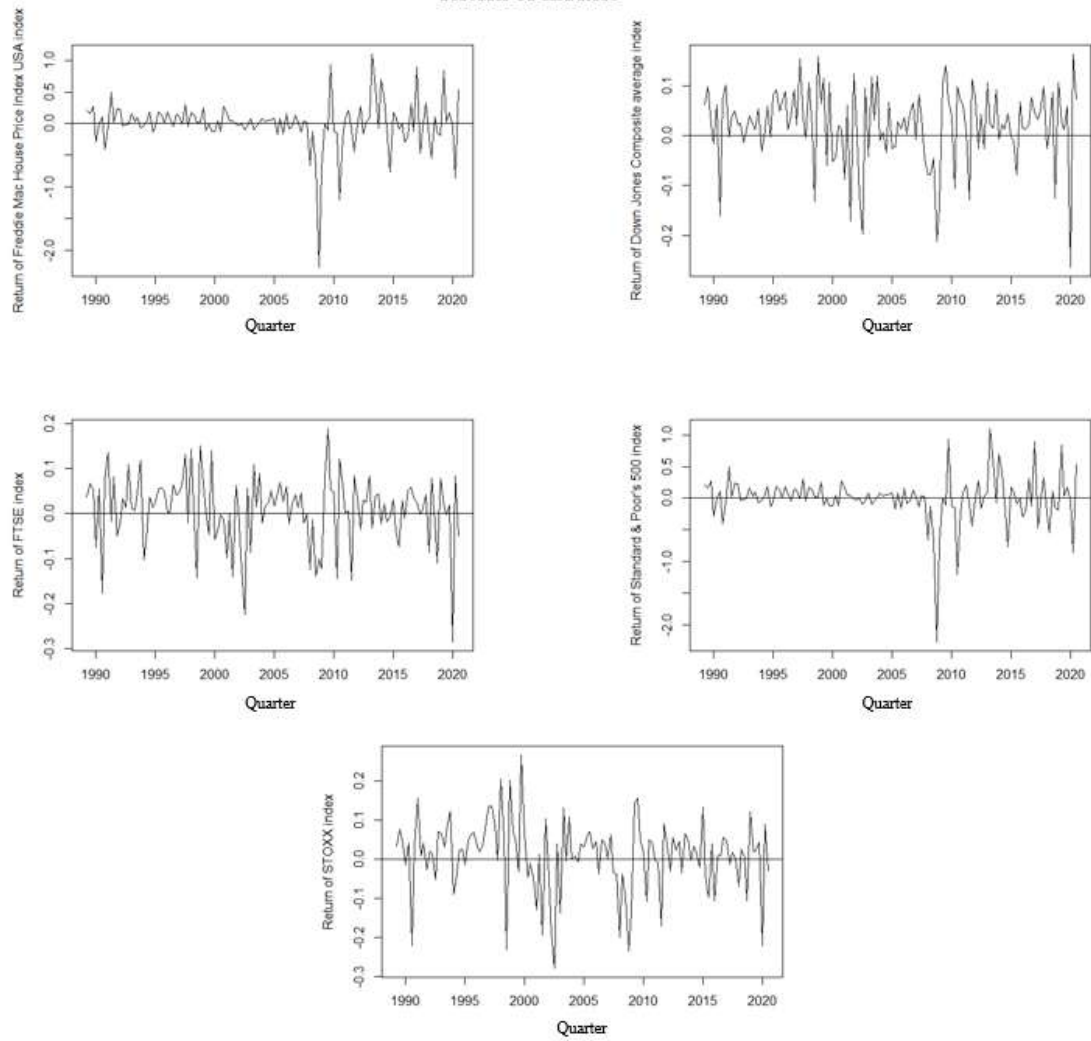 Return of Freddie Mac House Price Index USA index
1.0
0.5
0.0
-1.0
-2.0
1990 1995 2000 2005 2010 2015 2020
Quarter
Return of Down Jones Composite average index
0.1
0.0
-0.1
-0.2
1990 1995 2000 2005 2010 2015 2020
Quarter
Return of FTSE index
0.2
0.1
0.0
-0.1
-0.2
-0.3
1990 1995 2000 2005 2010 2015 2020
Quarter
Return of Standard & Poor's 500 index
1.0
0.5
0.0
-1.0
-2.0
1990 1995 2000 2005 2010 2015 2020
Quarter
Return of STOXX index
0.2
0.1
0.0
-0.1
-0.2
-0.3
1990 1995 2000 2005 2010 2015 2020
Quarter